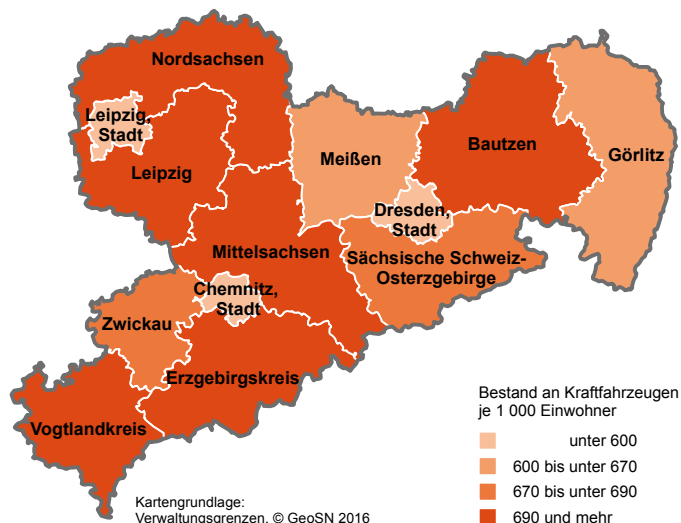 Nordsachsen
Leipzig,
Stadt
Leipzig
Meißen
Bautzen
Görlitz
Dresden,
Stadt
Mittelsachsen
Sächsische Schweiz-
Osterzgebirge
Chemnitz,
Stadt
Zwickau
Erzgebirgskreis
Vogtlandkreis
Bestand an Kraftfahrzeugen
je 1 000 Einwohner
unter 600
600 bis unter 670
670 bis unter 690
690 und mehr
Kartengrundlage:
Verwaltungsgrenzen, © GeoSN 2016